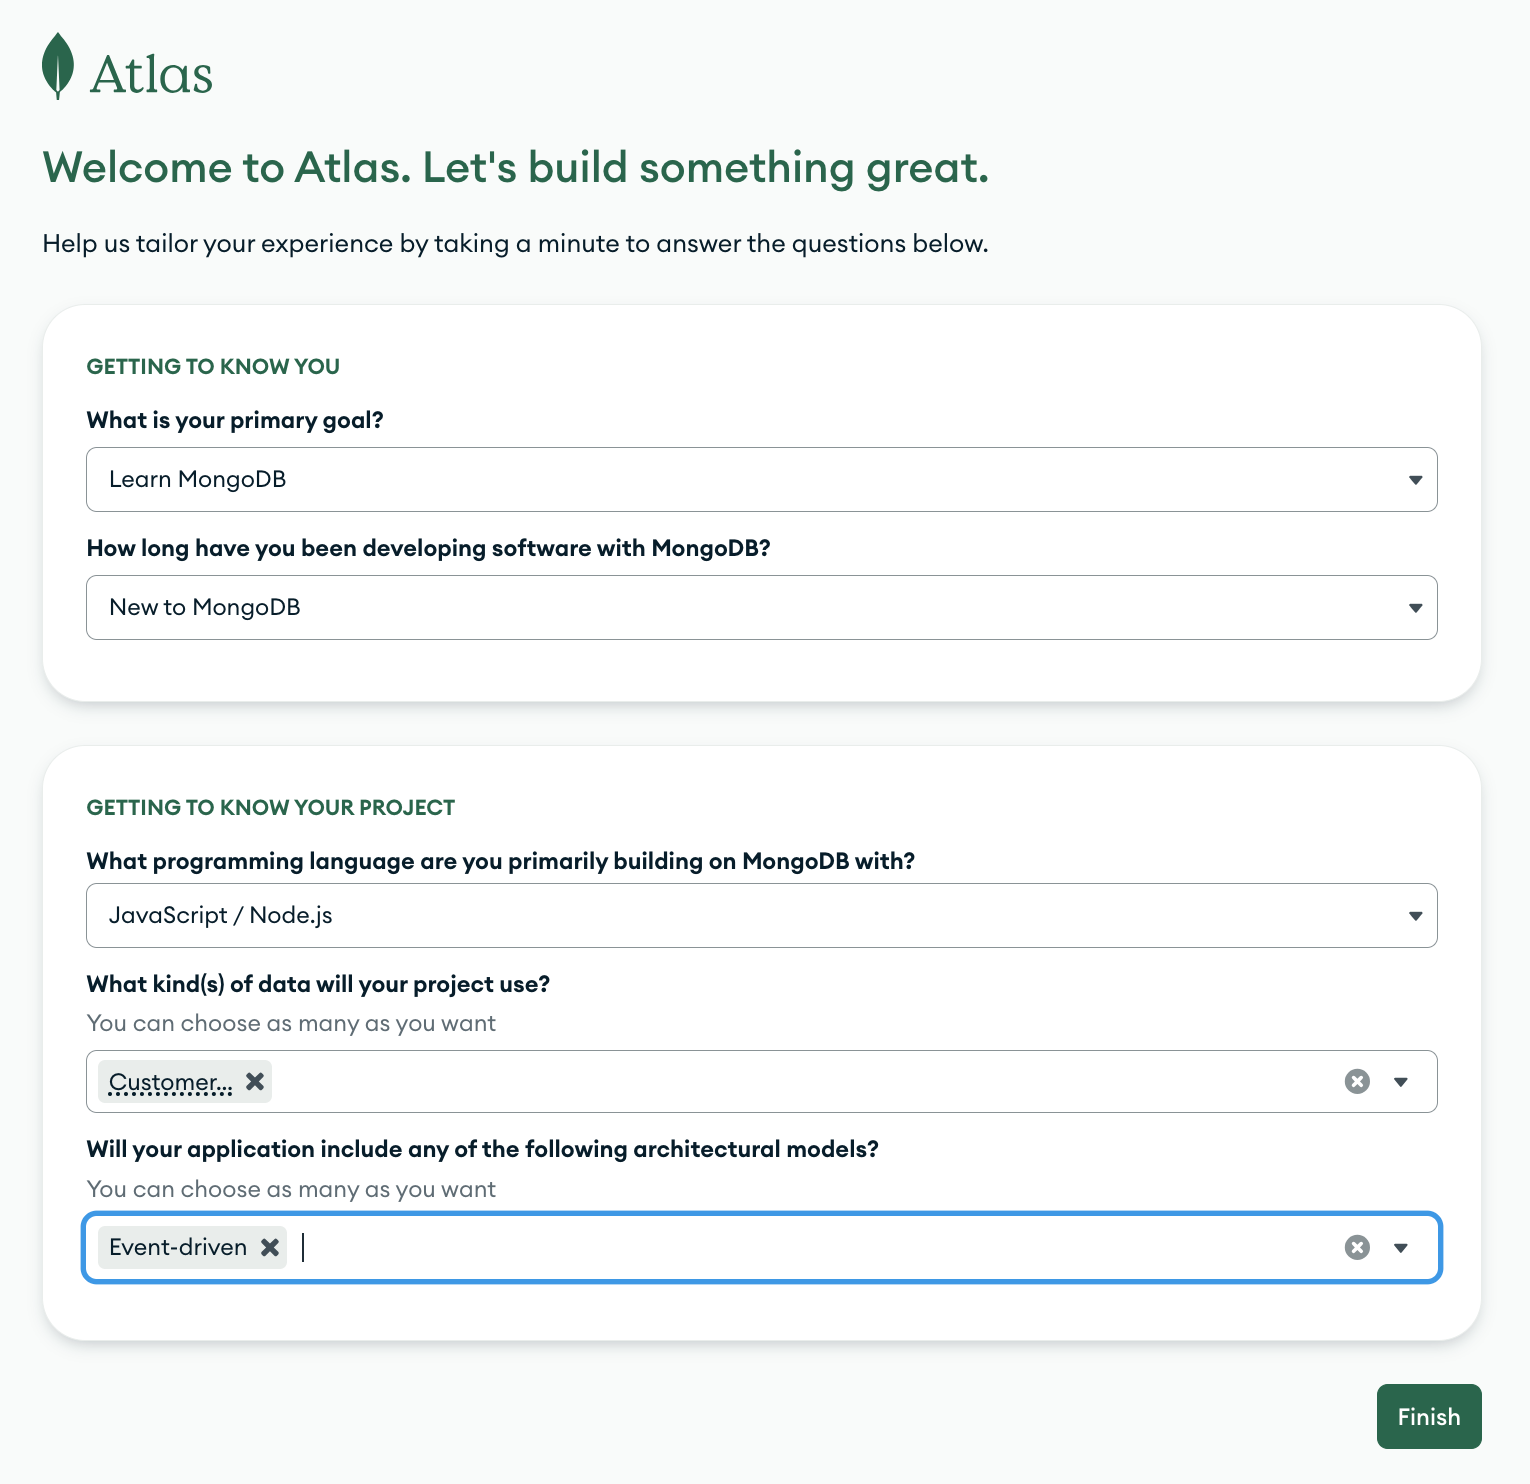 Atlas
Welcome to Atlas. Let's build something great.
Help us tailor your experience by taking a minute to answer the questions below.
GETTING TO KNOW YOU
What is your primary goal?
Learn MongoDB
How long have you been developing software with MongoDB?
New to MongoDB
GETTING TO KNOW YOUR PROJECT
What programming language are you primarily building on MongoDB with?
JavaScript / Node.js
What kind(s) of data will your project use?
You can choose as many as you want
Customer...
Will your application include any of the following architectural models?
You can choose as many as you want
Event-driven
Finish